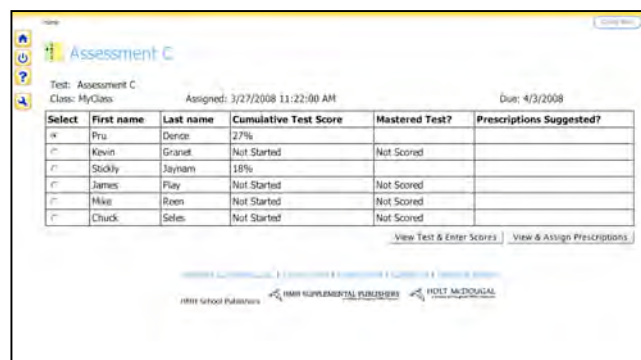 Home
Assessment C
Test: Assessment C
Class: MyClass Assigned: 3/27/2008 11:22:00 AM Due: 4/3/2008
Select First name Last name Cumulative Test Score Mastered Test? Prescriptions Suggested?
Pru Dence 27%
Kevin Granet Not Started Not Scored
Stickly Jaynam 18%
James Play Not Started Not Scored
Mike Reen Not Started Not Scored
Chuck Seles Not Started Not Scored
View Test & Enter Scores View & Assign Prescriptions
HMH School Publishers HMH SUPPLEMENTAL PUBLISHERS HOLT McDOUGAL